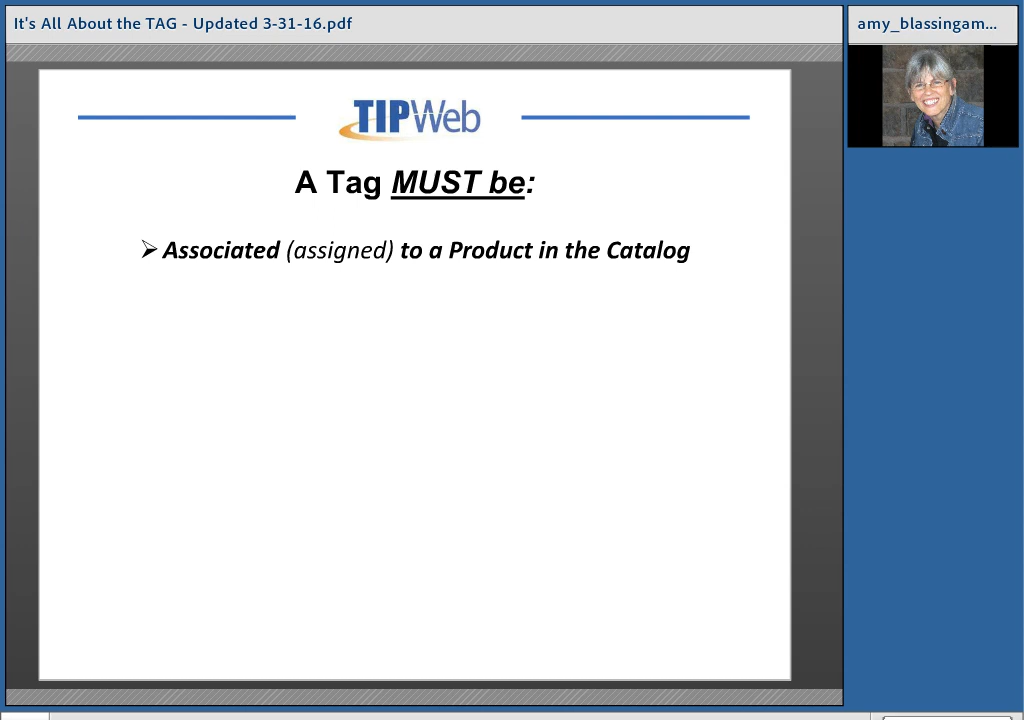 It's All About the TAG - Updated 3-31-16.pdf
amy_blassingam...
TIPWeb
A Tag MUST be:
Associated (assigned) to a Product in the Catalog